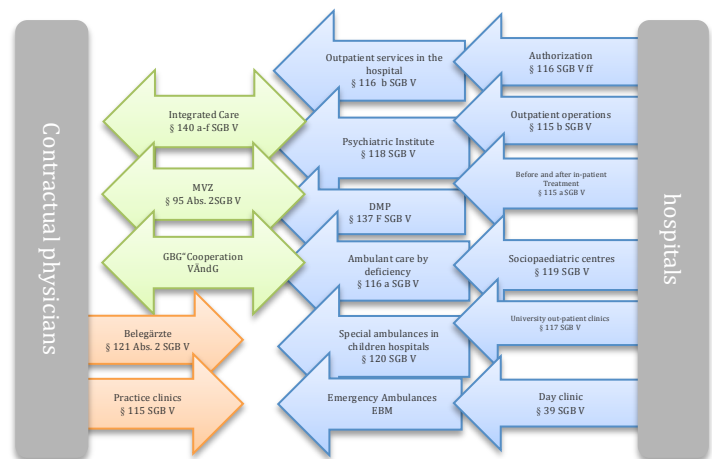 Contractual physicians
Integrated Care
§ 140 a-f SGB V
MVZ
§ 95 Abs. 2SGB V
GBG“Cooperation
VÄndG
Belegärzte
§ 121 Abs. 2 SGB V
Practice clinics
§ 115 SGB V
Outpatient services in the
hospital
§ 116 b SGB V
Psychiatric Institute
§ 118 SGB V
DMP
§ 137 F SGB V
Ambulant care by
deficiency
§ 116 a SGB V
Special ambulances in
children hospitals
§ 120 SGB V
Emergency Ambulances
EBM
Authorization
§ 116 SGB V ff
Outpatient operations
§ 115 b SGB V
Before and after in-patient
Treatment
§ 115 a SGB V
Sociopaediatric centres
§ 119 SGB V
University out-patient clinics
§ 117 SGB V
Day clinic
§ 39 SGB V
hospitals